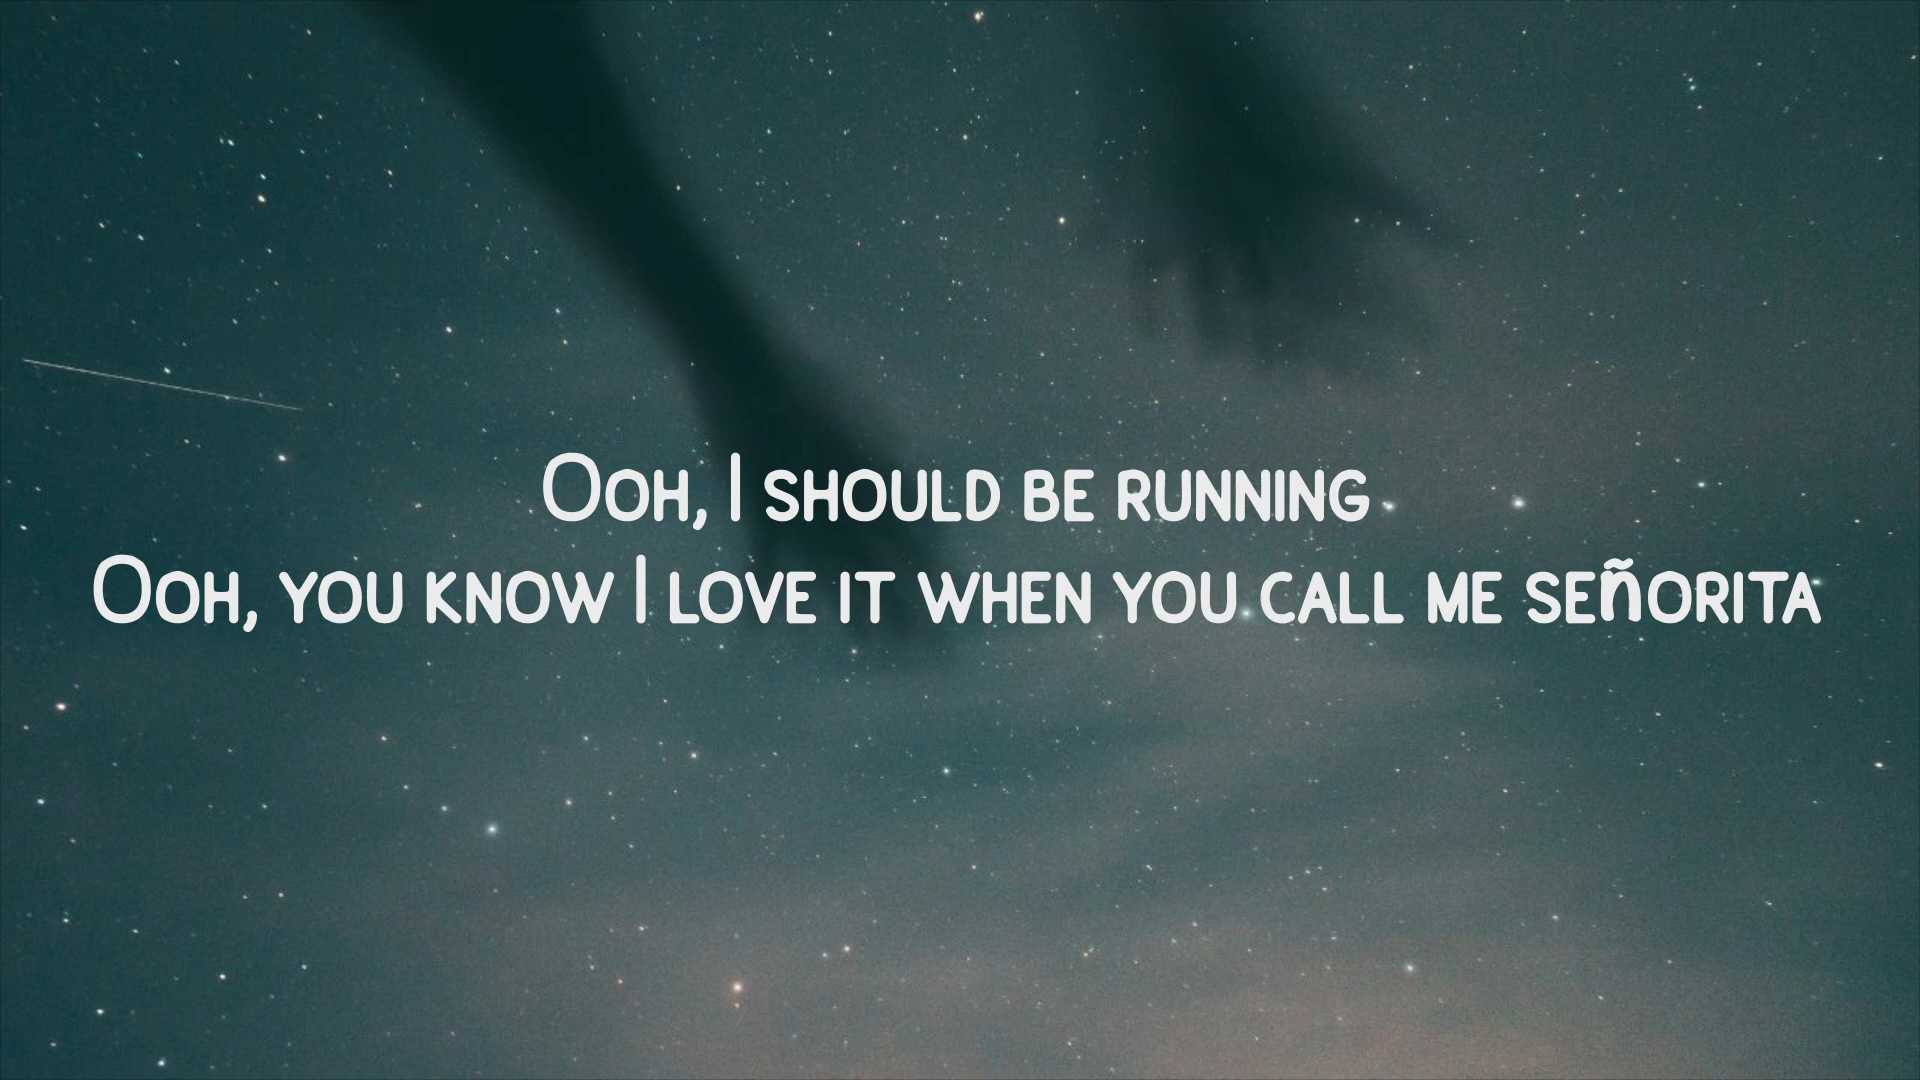 Ooh, I should be running
Ooh, you know I love it when you call me señorita